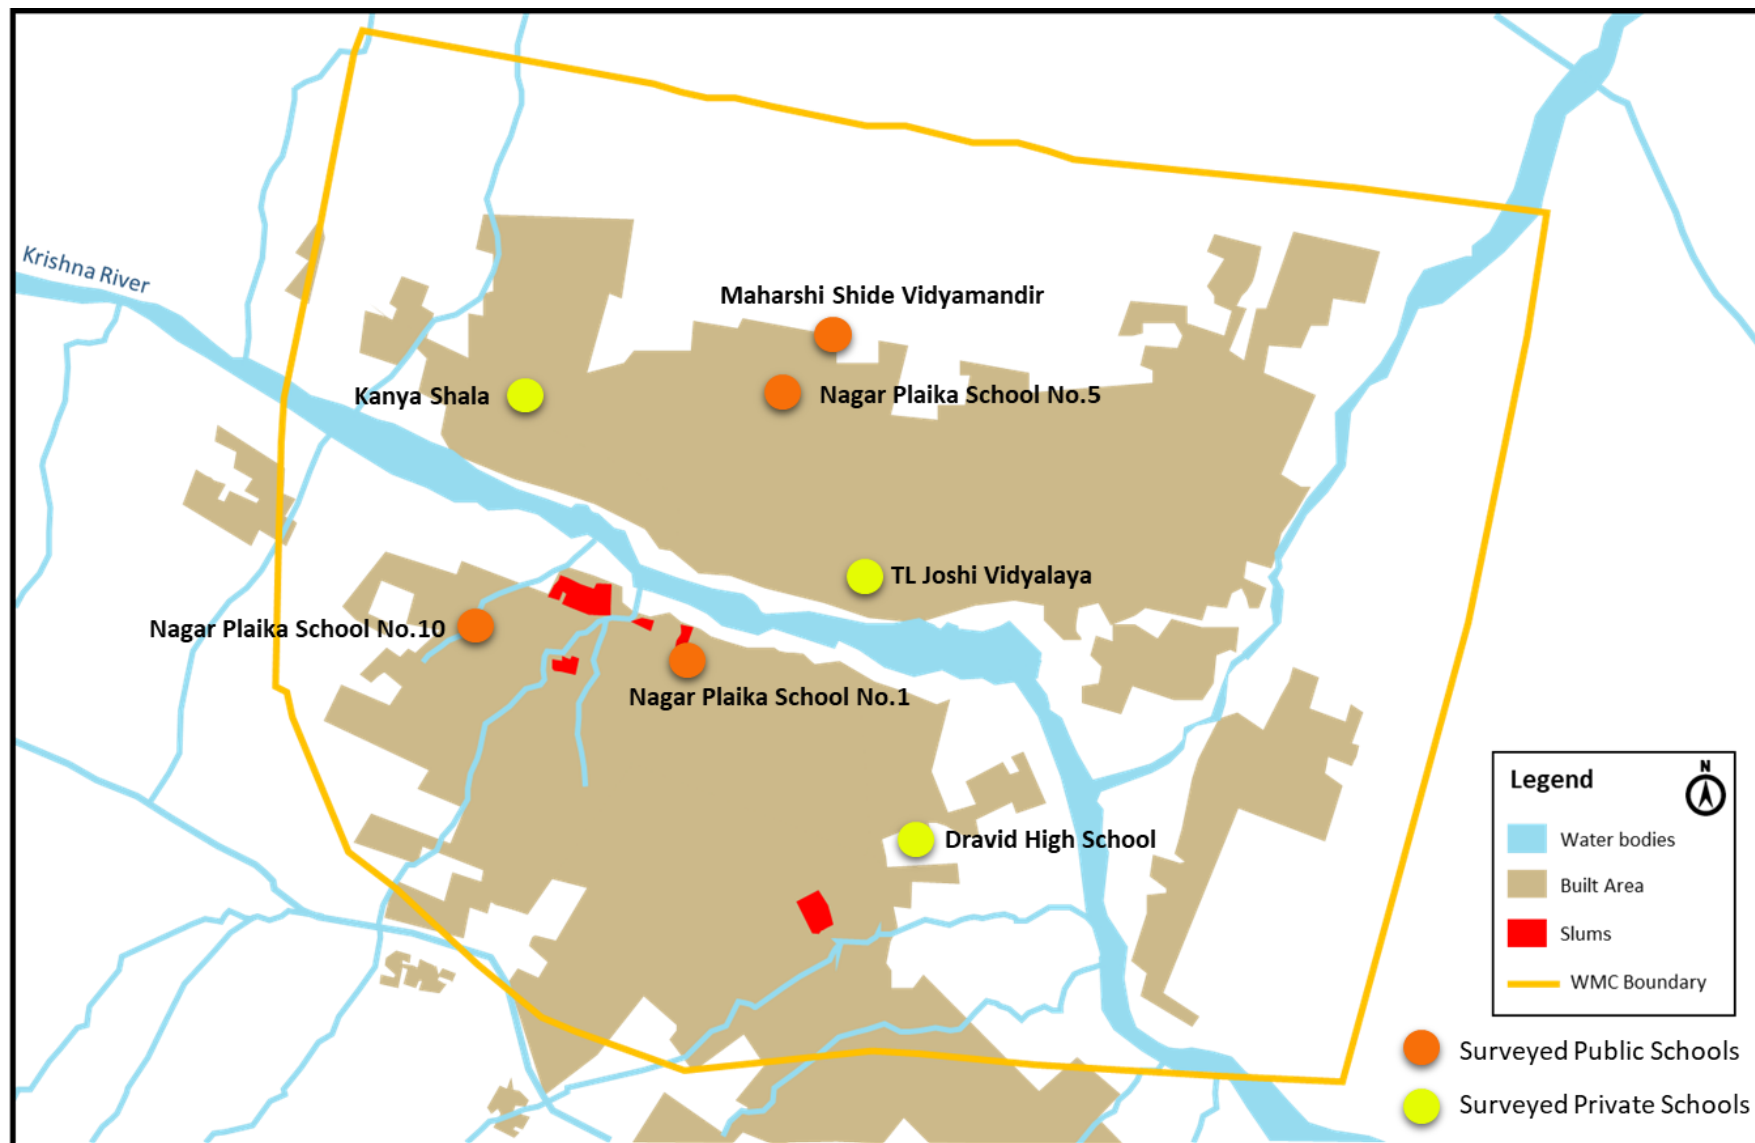 Krishna River
Maharshi Shide Vidyamandir
Kanya Shala
Nagar Plaika School No.5
TL Joshi Vidyalaya
Nagar Plaika School No.10
Nagar Plaika School No.1
Dravid High School
Legend
N
Water bodies
Built Area
Slums
WMC Boundary
Surveyed Public Schools
Surveyed Private Schools